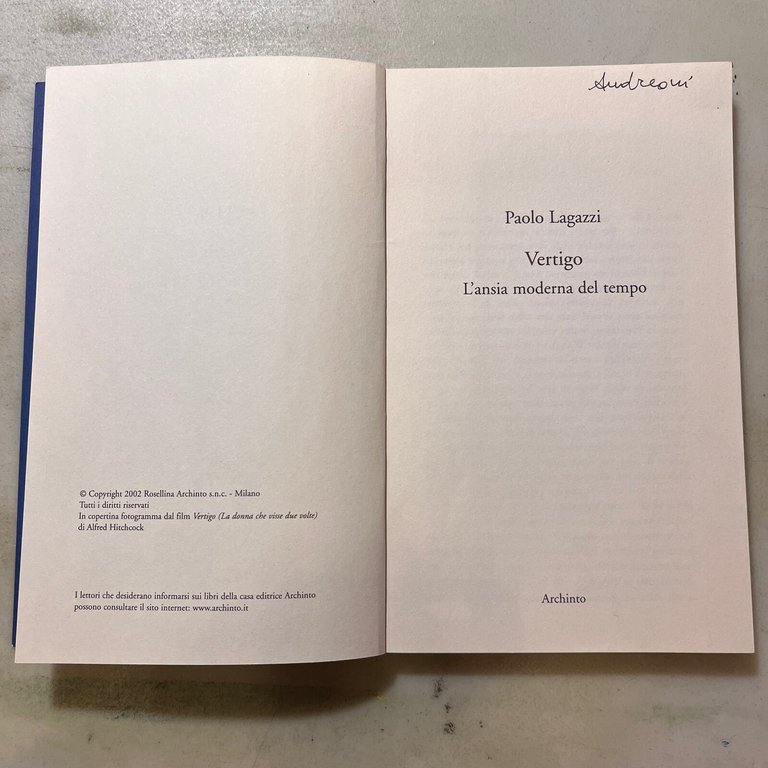 © Copyright 2002 Rosellina Archinto s.n.c. - Milano
Tutti i diritti riservati
In copertina fotogramma dal film Vertigo (La donna che visse due volte)
di Alfred Hitchcock
I lettori che desiderano informarsi sui libri della casa editrice Archinto
possono consultare il sito internet: www.archinto.it
Andreoni
Paolo Lagazzi
Vertigo
L'ansia moderna del tempo
Archinto